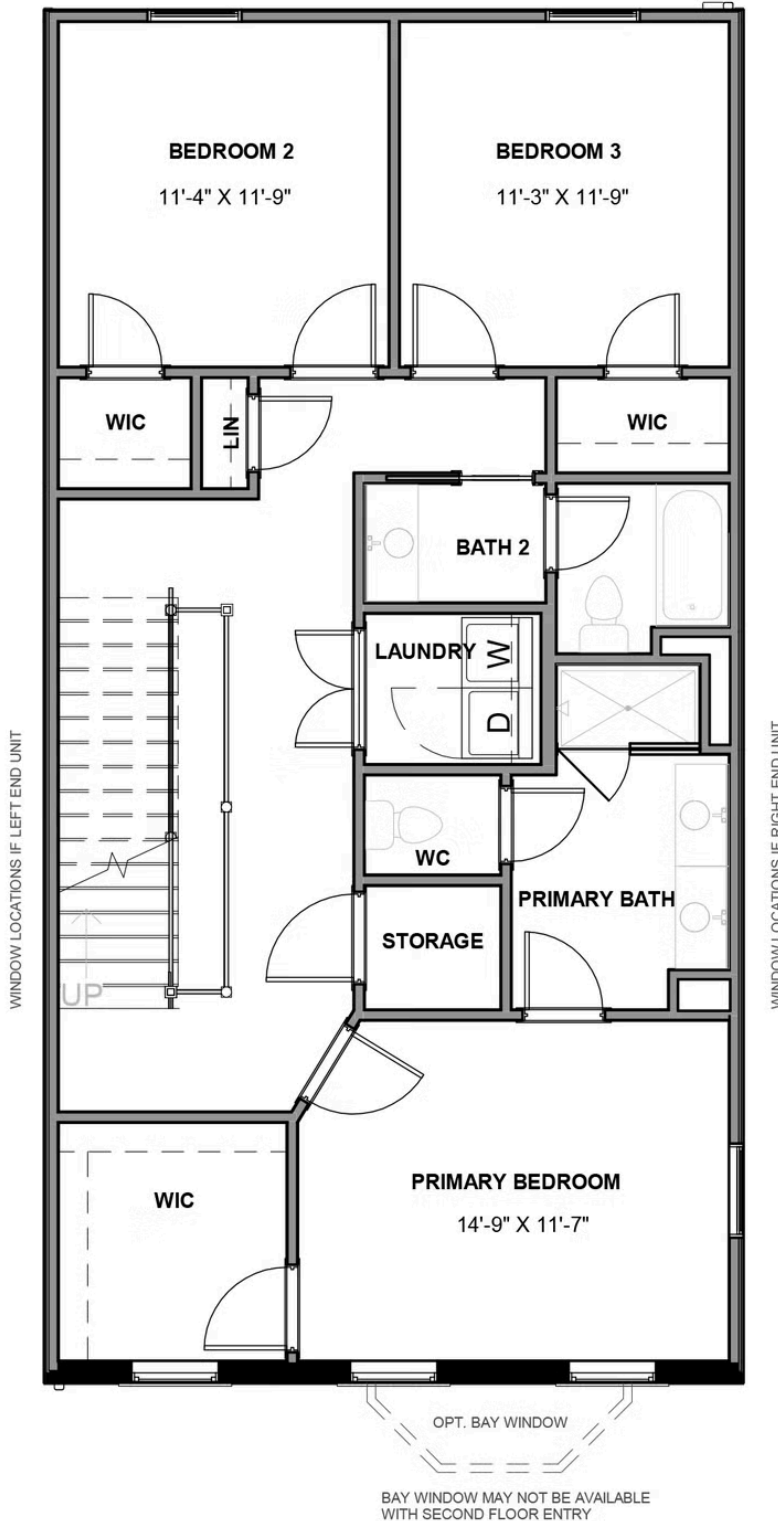 BEDROOM 2
11'-4" X 11'-9"
BEDROOM 3
11'-3" X 11'-9"
WIC
LIN
WIC
BATH 2
LAUNDRY
W
D
WC
PRIMARY BATH
STORAGE
UP
WINDOW LOCATIONS IF LEFT END UNIT
WINDOW LOCATIONS IF RIGHT END UNIT
WIC
PRIMARY BEDROOM
14'-9" X 11'-7"
OPT. BAY WINDOW
BAY WINDOW MAY NOT BE AVAILABLE
WITH SECOND FLOOR ENTRY